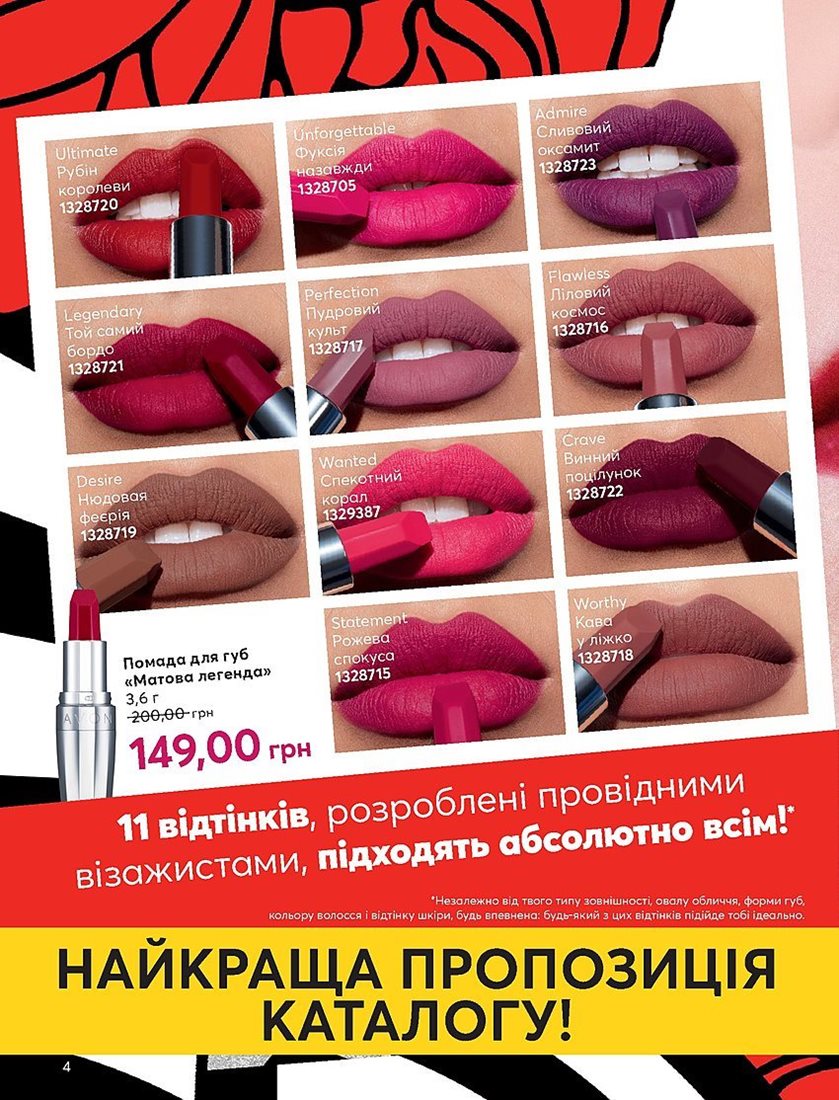 Ultimate
Рубін
королеви
1328720
Unforgettable
Фуксія
назавжди
1328705
Admire
Сливовий
оксамит
1328723
Legendary
Той самий
бордо
1328721
Perfection
Пудровий
культ
1328717
Flawless
Ліловий
космос
1328716
Desire
Нюдовая
феєрія
1328719
Wanted
Спекотний
корал
1329387
Crave
Винний
поцілунок
1328722
Statement
Рожева
спокуса
1328715
Worthy
Кава
у ліжко
1328718
AVON
Помада для губ
«Матова легенда»
3,6 г
200,00 грн
149,00 грн
11 відтінків, розроблені провідними
візажистами, підходять абсолютно всім!*
*Незалежно від твого типу зовнішності, овалу обличчя, форми губ,
кольору волосся і відтінку шкіри, будь впевнена: будь-який з цих відтінків підійде тобі ідеально.
НАЙКРАЩА ПРОПОЗИЦІЯ
КАТАЛОГУ!
4